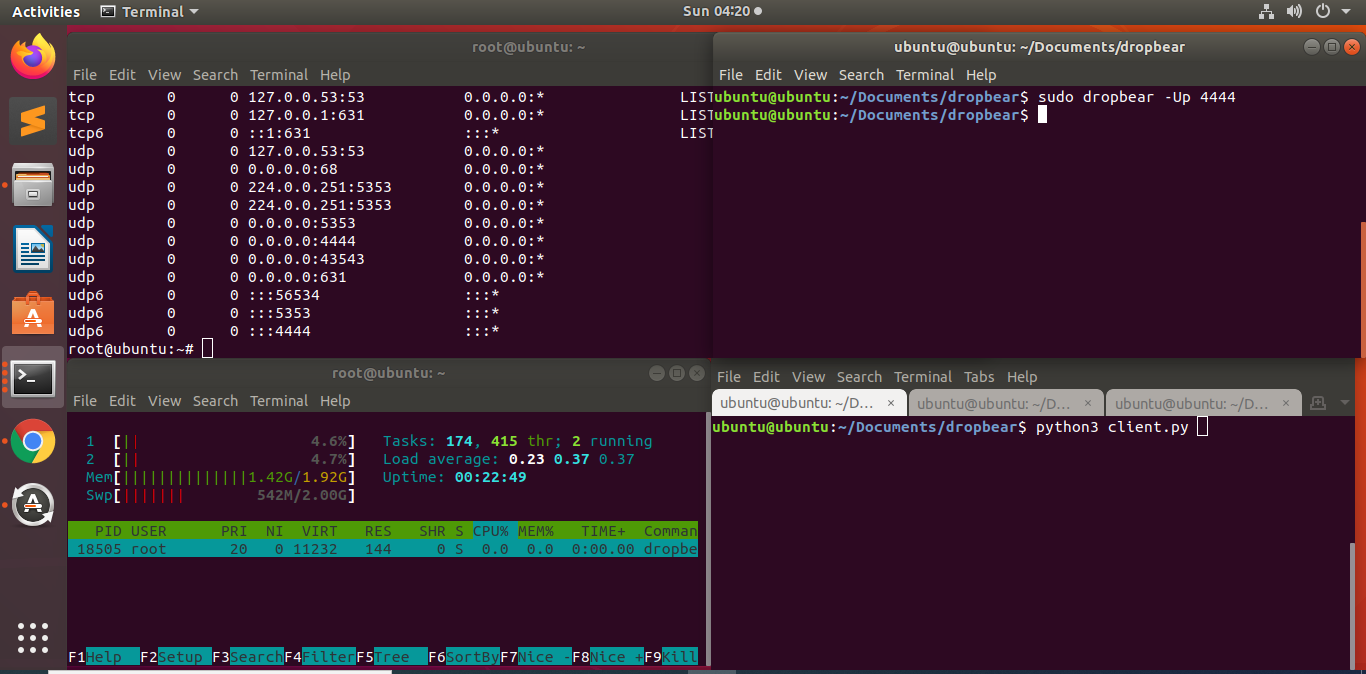 Activities Terminal Sun 04:20
root@ubuntu: ~
File Edit View Search Terminal Help
tcp 0 0 127.0.0.53:53 0.0.0.0:* LIST
tcp 0 0 127.0.0.1:631 0.0.0.0:* LIST
tcp6 0 0 ::1:631 :::* LIST
udp 0 0 127.0.0.53:53 0.0.0.0:*
udp 0 0 0.0.0.0:68 0.0.0.0:*
udp 0 0 224.0.0.251:5353 0.0.0.0:*
udp 0 0 224.0.0.251:5353 0.0.0.0:*
udp 0 0 0.0.0.0:5353 0.0.0.0:*
udp 0 0 0.0.0.0:4444 0.0.0.0:*
udp 0 0 0.0.0.0:43543 0.0.0.0:*
udp 0 0 0.0.0.0:631 0.0.0.0:*
udp6 0 0 :::56534 :::*
udp6 0 0 :::5353 :::*
udp6 0 0 :::4444 :::*
root@ubuntu:~#
ubuntu@ubuntu: ~/Documents/dropbear
File Edit View Search Terminal Help
ubuntu@ubuntu:~/Documents/dropbear$ sudo dropbear -Up 4444
ubuntu@ubuntu:~/Documents/dropbear$
root@ubuntu: ~
File Edit View Search Terminal Help
1 [|| 4.6%] Tasks: 174, 415 thr; 2 running
2 [|| 4.7%] Load average: 0.23 0.37 0.37
Mem[||||||||||||||1.42G/1.92G] Uptime: 00:22:49
Swp[||||||| 542M/2.00G]
PID USER PRI NI VIRT RES SHR S CPU% MEM% TIME+ Comman
18505 root 20 0 11232 144 0 S 0.0 0.0 0:00.00 dropbe
F1Help F2Setup F3SearchF4FilterF5Tree F6SortByF7Nice -F8Nice +F9Kill
File Edit View Search Terminal Tabs Help
ubuntu@ubuntu: ~/D... × ubuntu@ubuntu: ~/D... × ubuntu@ubuntu: ~/D... ×
ubuntu@ubuntu:~/Documents/dropbear$ python3 client.py